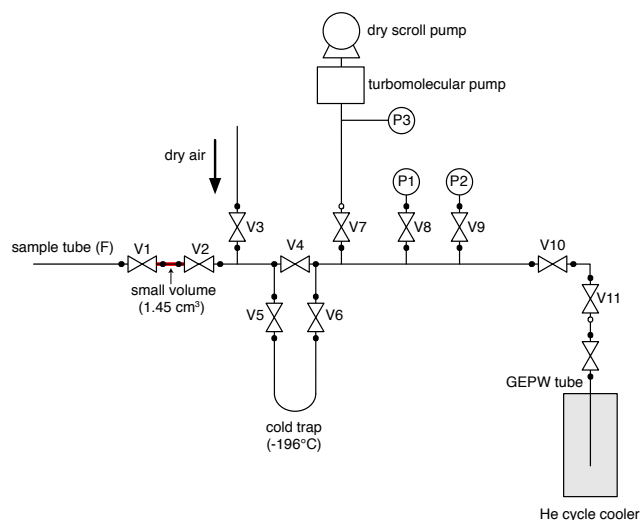 dry scroll pump
turbomolecular pump
P3
dry air
P1
P2
V3
V7
V8
V9
sample tube (F)
V1
V2
V4
V10
small volume
(1.45 cm³)
V5
V6
V11
GEPW tube
cold trap
(-196°C)
He cycle cooler